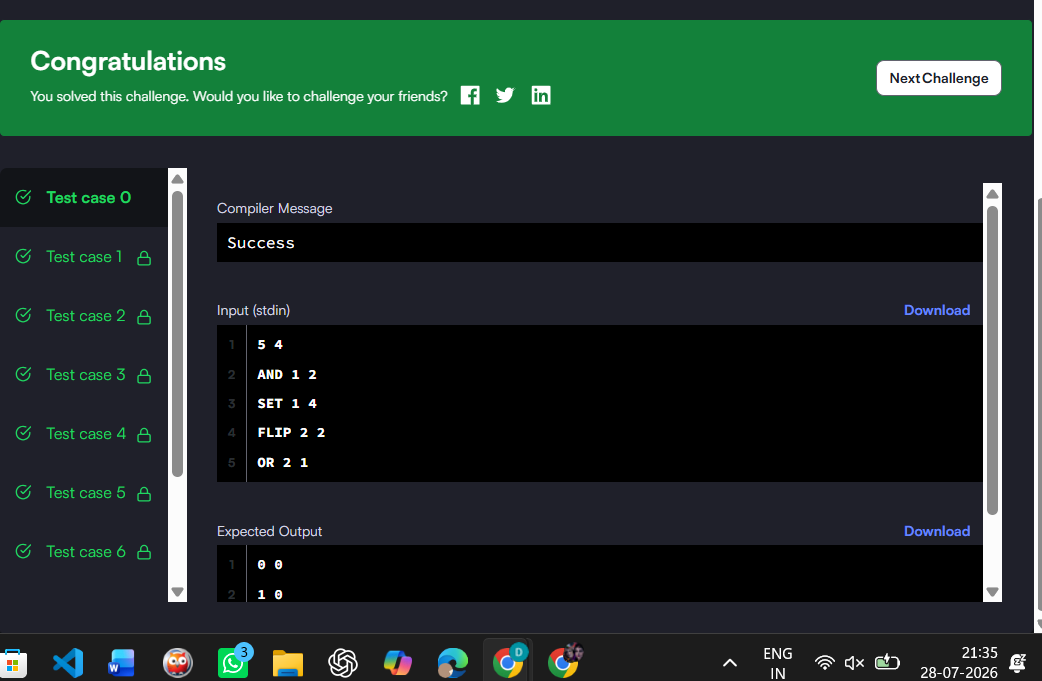 Congratulations
You solved this challenge. Would you like to challenge your friends?
Next Challenge
Test case 0
Test case 1
Test case 2
Test case 3
Test case 4
Test case 5
Test case 6
Compiler Message
Success
Input (stdin)
Download
1 5 4
2 AND 1 2
3 SET 1 4
4 FLIP 2 2
5 OR 2 1
Expected Output
Download
1 0 0
2 1 0
W
3
D
ENG
IN
21:35
28-07-2026